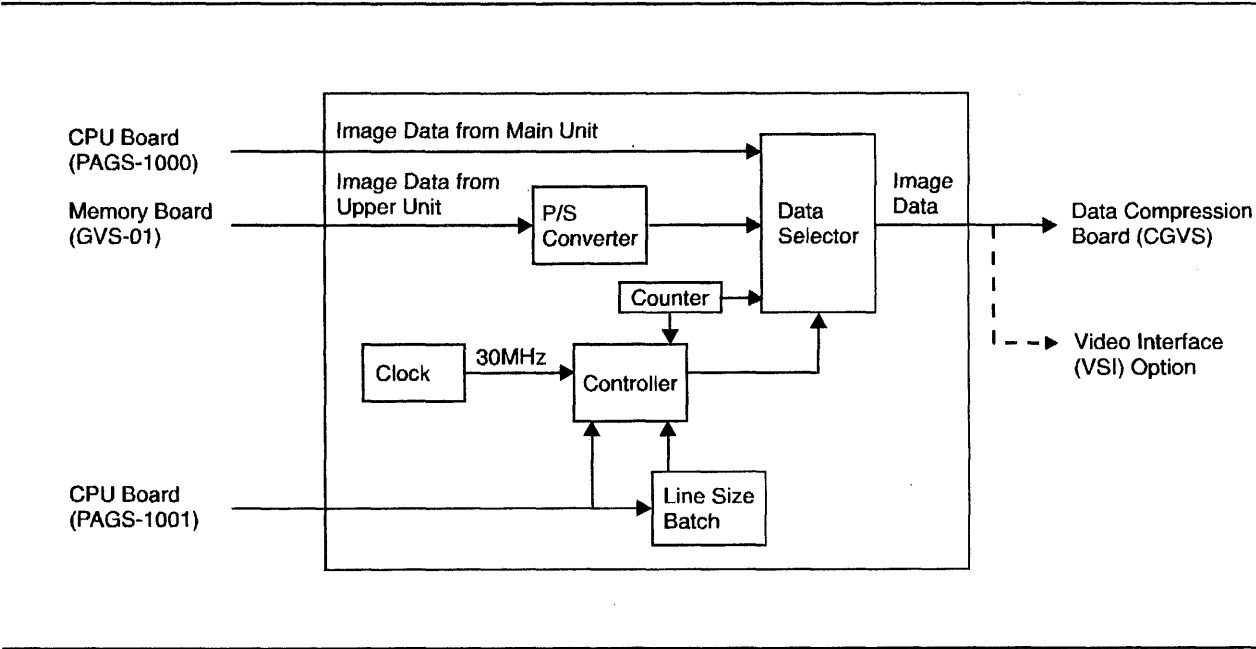 CPU Board
(PAGS-1000)
Image Data from Main Unit
Image Data from
Upper Unit
Memory Board
(GVS-01)
P/S
Converter
Data
Selector
Image
Data
Data Compression
Board (CGVS)
Counter
Clock
30MHz
Controller
Video Interface
(VSI) Option
CPU Board
(PAGS-1001)
Line Size
Batch